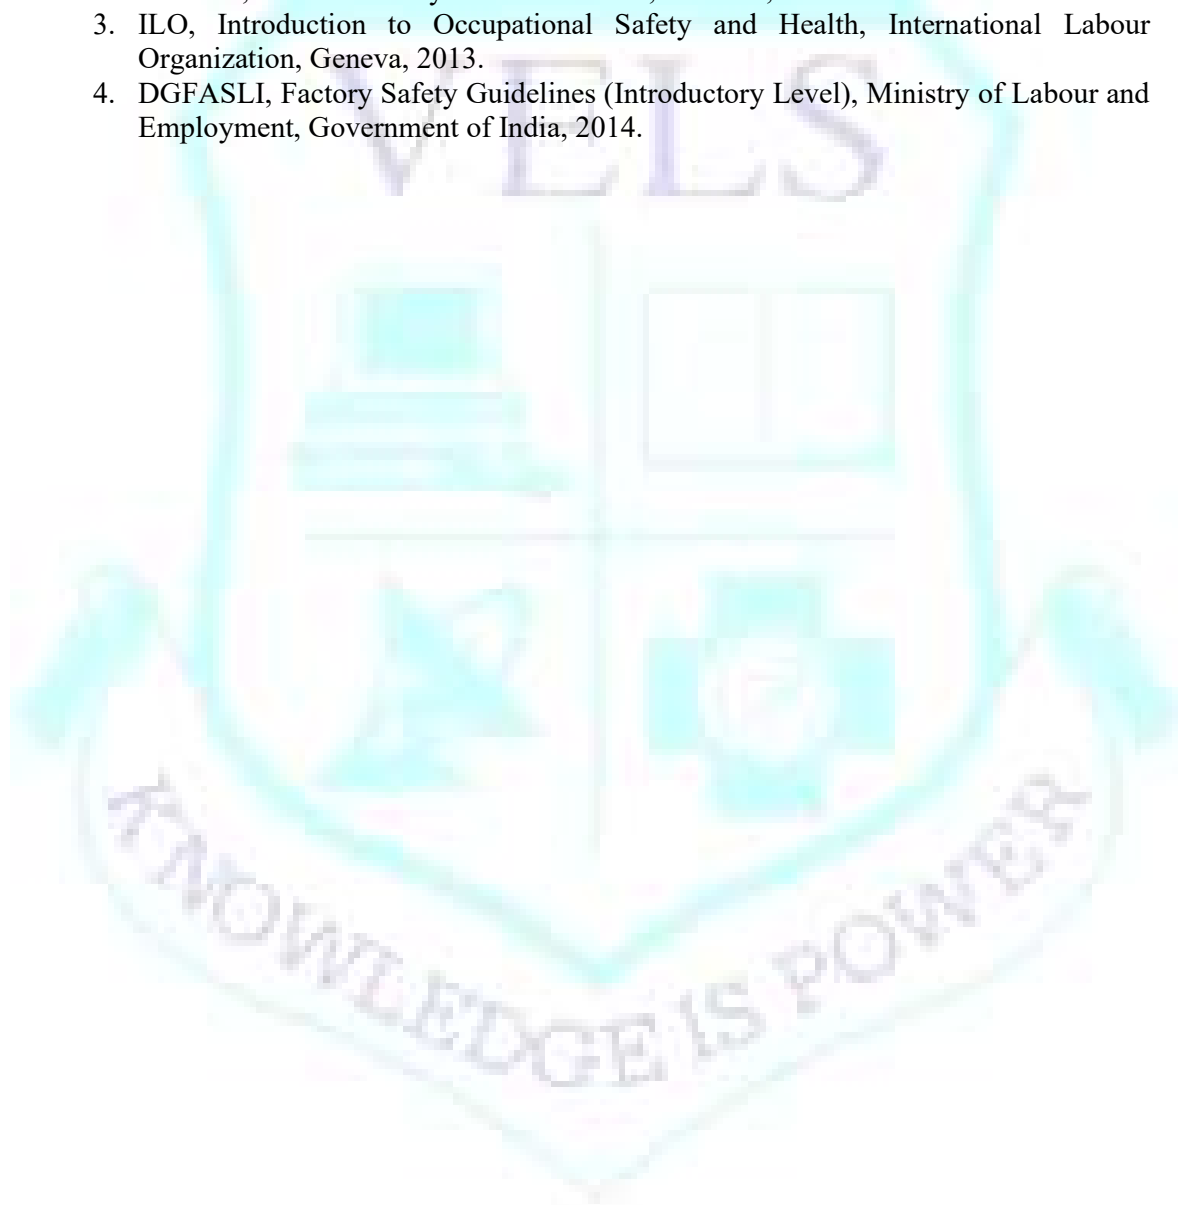 3. ILO, Introduction to Occupational Safety and Health, International Labour
Organization, Geneva, 2013.
4. DGFASLI, Factory Safety Guidelines (Introductory Level), Ministry of Labour and
Employment, Government of India, 2014.
VELS
KNOWLEDGE IS POWER